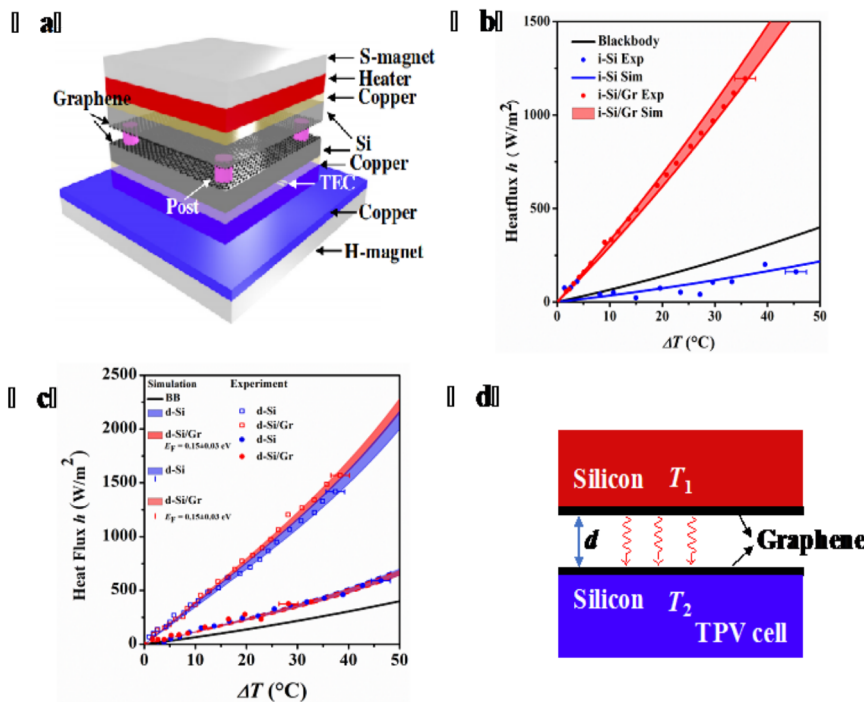 a
S-magnet
Heater
Copper
Graphene
Si
Copper
TEC
Post
Copper
H-magnet
b
Heatflux h (W/m²)
1500
1000
500
0
Blackbody
i-Si Exp
i-Si Sim
i-Si/Gr Exp
i-Si/Gr Sim
0 10 20 30 40 50
ΔT (°C)
c
Heat Flux h (W/m²)
2500
2000
1500
1000
500
0
Simulation Experiment
BB
d-Si d-Si
d-Si/Gr d-Si/Gr
E_F = 0.15±0.03 eV
d-Si d-Si
d-Si/Gr d-Si/Gr
E_F = 0.15±0.03 eV
0 10 20 30 40 50
ΔT (°C)
d
Silicon T₁
d
Graphene
Silicon T₂
TPV cell